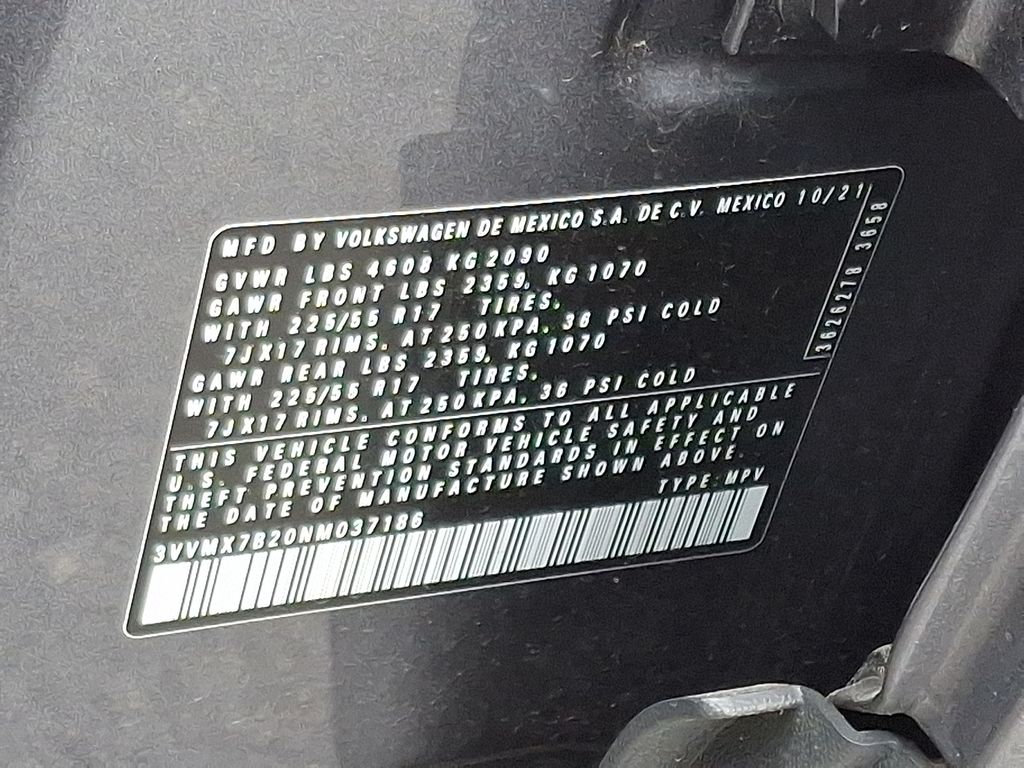 MFD BY VOLKSWAGEN DE MEXICO S.A. DE C.V. MEXICO 10/21
GVWR LBS 4608 KG 2090
GAWR FRONT LBS 2359, KG 1070
WITH 225/55 R17 TIRES,
7JX17 RIMS, AT 250 KPA, 36 PSI COLD
GAWR REAR LBS 2359, KG 1070
WITH 225/55 R17 TIRES,
7JX17 RIMS, AT 250 KPA, 36 PSI COLD
THIS VEHICLE CONFORMS TO ALL APPLICABLE
U.S. FEDERAL MOTOR VEHICLE SAFETY AND
THEFT PREVENTION STANDARDS IN EFFECT ON
THE DATE OF MANUFACTURE SHOWN ABOVE.
TYPE: MPV
3VVMX7B20NM037186
3626278 3658